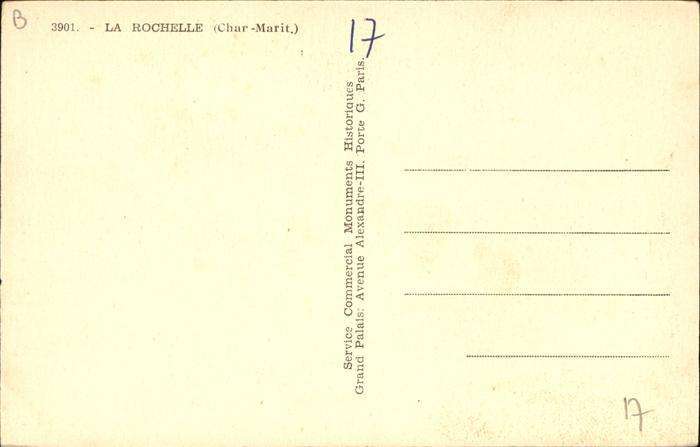 B
3901. - LA ROCHELLE (Char-Marit.)
17
Service Commercial Monuments Historiques
Grand Palais: Avenue Alexandre-III. Porte G. Paris.
17